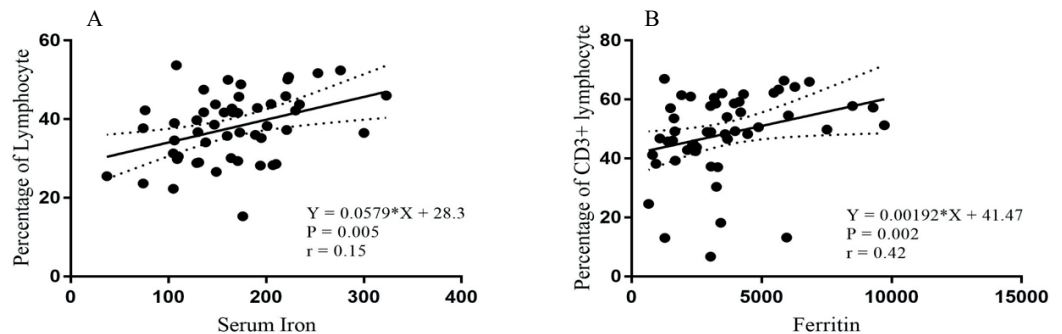 A
Percentage of Lymphocyte
60
40
20
0
Y = 0.0579*X + 28.3
P = 0.005
r = 0.15
0 100 200 300 400
Serum Iron
B
Percentage of CD3+ lymphocyte
80
60
40
20
0
Y = 0.00192*X + 41.47
P = 0.002
r = 0.42
0 5000 10000 15000
Ferritin